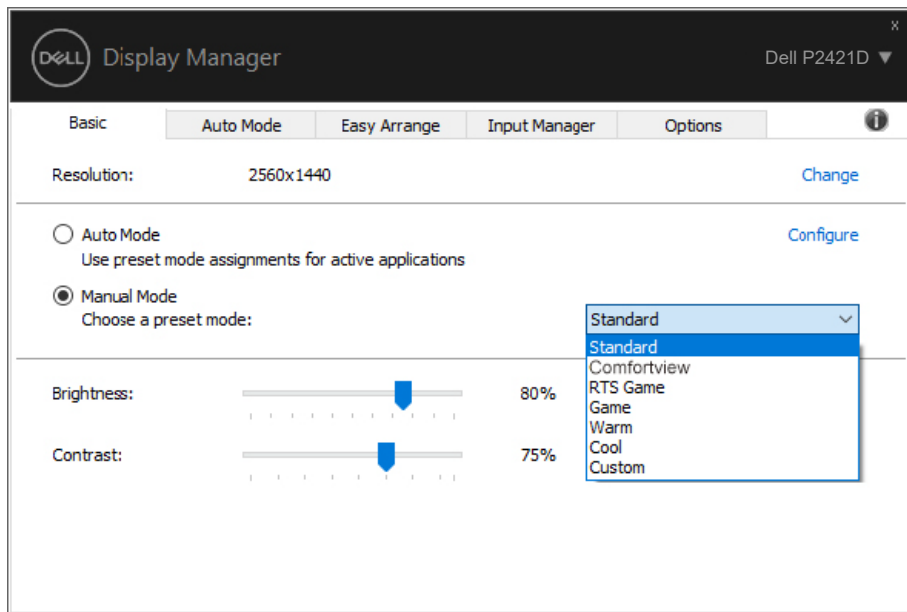 x
DELL Display Manager Dell P2421D ▼
Basic Auto Mode Easy Arrange Input Manager Options i
Resolution: 2560x1440 Change
Auto Mode Configure
Use preset mode assignments for active applications
Manual Mode
Choose a preset mode: Standard
Standard
Comfortview
RTS Game
Brightness: 80%
Game
Warm
Cool
Contrast: 75%
Custom